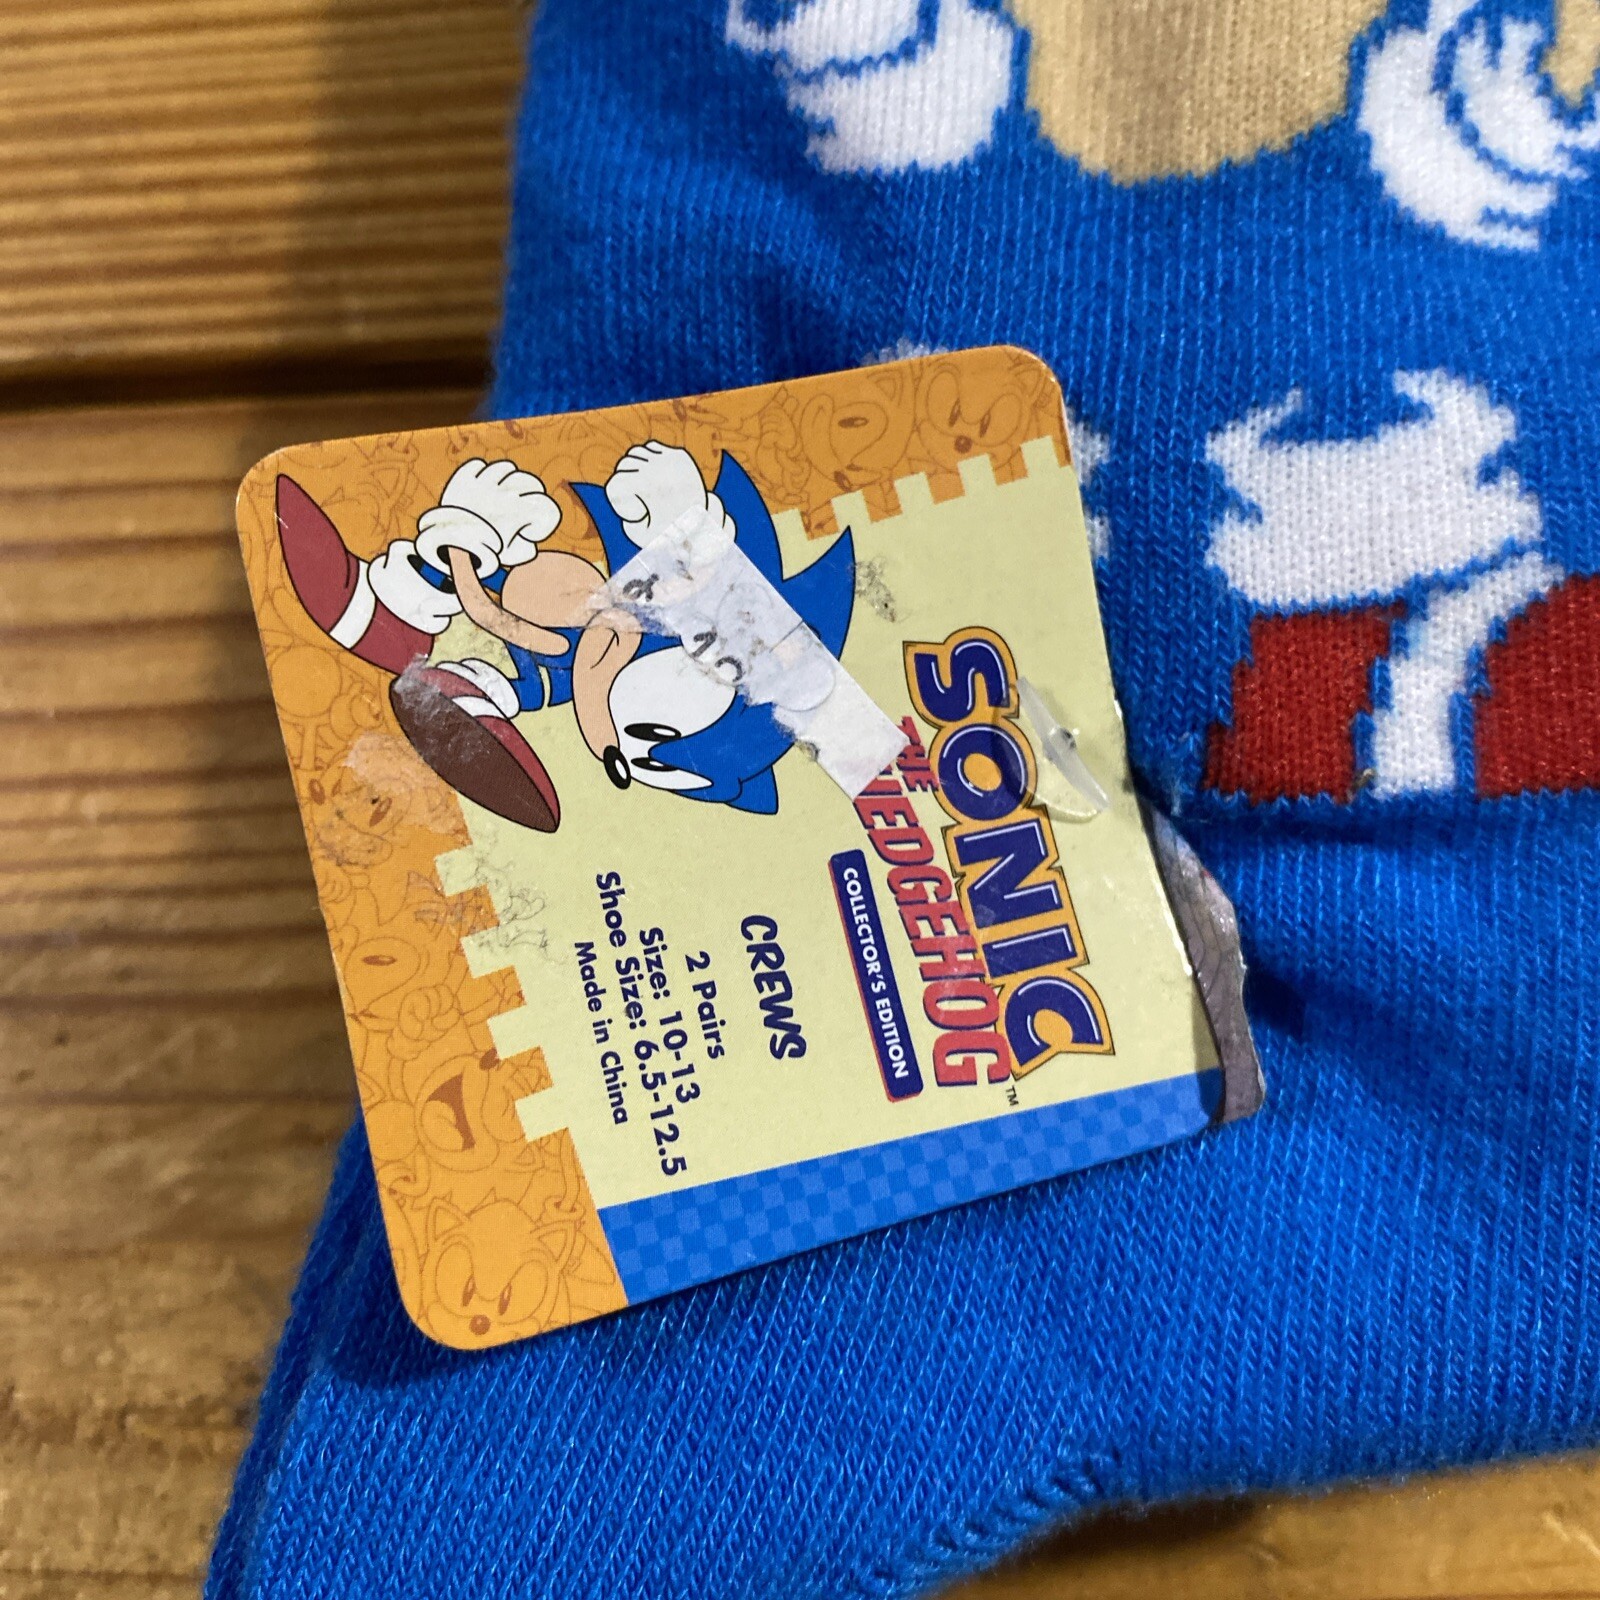 SONIC
THE
HEDGEHOG™
COLLECTOR'S EDITION
CREWS
2 Pairs
Size: 10-13
Shoe Size: 6.5-12.5
Made in China